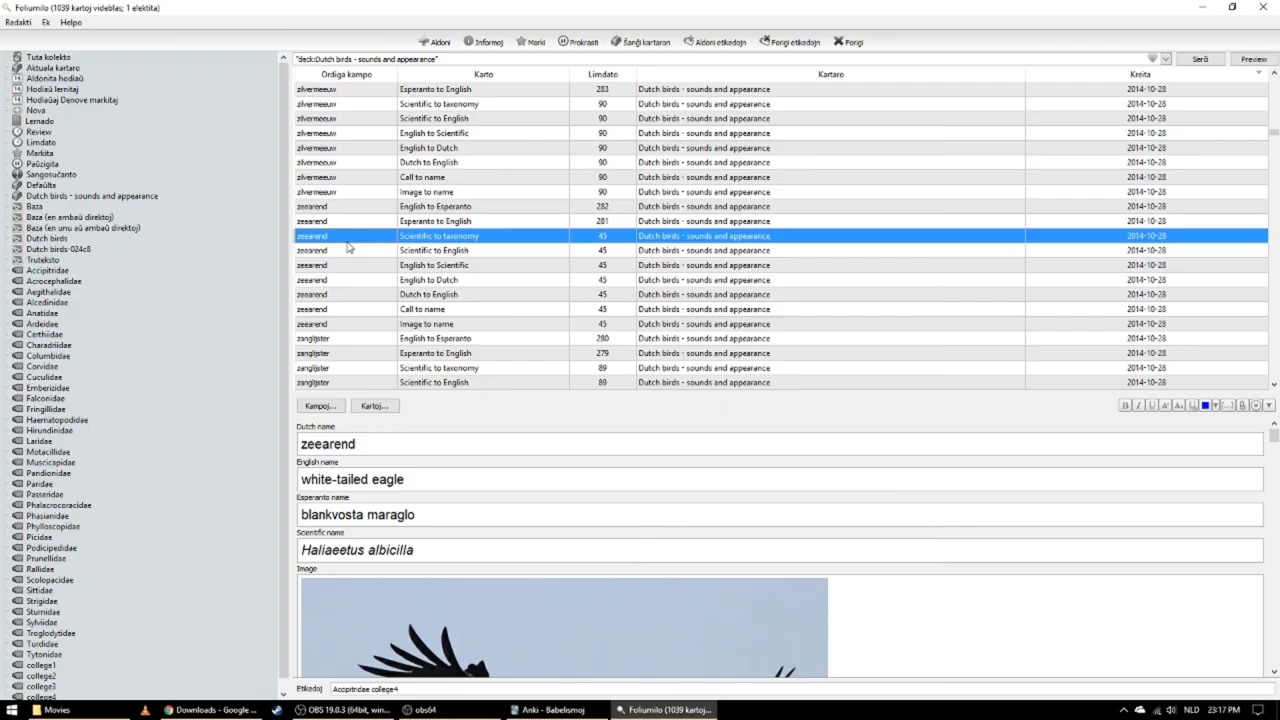 Foliumilo (1039 kartoj videblas; 1 elektita)
Redakti Ek Helpo
Aldoni Informoj Marki Prokrasti Ŝanĝi kartaron Aldoni etikedojn Forigi etikedojn Forigi
"deck:Dutch birds - sounds and appearance" Serĉi Preview
Tuta kolekto
Aktuala kartaro
Aldonita hodiaŭ
Hodiaŭ lernitaj
Hodiaŭaj Denove markitaj
Nova
Lernado
Review
Limdato
Markita
Paŭzigita
Sangosuĉanto
Defaŭlta
Dutch birds - sounds and appearance
Baza
Baza (en ambaŭ direktoj)
Baza (en unu aŭ ambaŭ direktoj)
Dutch birds
Dutch birds-024c8
Truteksto
Accipitridae
Acrocephalidae
Aegithalidae
Alcedinidae
Anatidae
Ardeidae
Certhiidae
Charadriidae
Columbidae
Corvidae
Cuculidae
Emberizidae
Falconidae
Fringillidae
Haematopodidae
Hirundinidae
Laridae
Motacillidae
Muscicapidae
Pandionidae
Paridae
Passeridae
Phalacrocoracidae
Phasianidae
Phylloscopidae
Picidae
Podicipedidae
Prunellidae
Rallidae
Scolopacidae
Sittidae
Strigidae
Sturnidae
Sylviidae
Troglodytidae
Turdidae
Tytonidae
college1
college2
college3
college4
Ordiga kampo Karto Limdato Kartaro Kreita
zilvermeeuw Esperanto to English 283 Dutch birds - sounds and appearance 2014-10-28
zilvermeeuw Scientific to taxonomy 90 Dutch birds - sounds and appearance 2014-10-28
zilvermeeuw Scientific to English 90 Dutch birds - sounds and appearance 2014-10-28
zilvermeeuw English to Scientific 90 Dutch birds - sounds and appearance 2014-10-28
zilvermeeuw English to Dutch 90 Dutch birds - sounds and appearance 2014-10-28
zilvermeeuw Dutch to English 90 Dutch birds - sounds and appearance 2014-10-28
zilvermeeuw Call to name 90 Dutch birds - sounds and appearance 2014-10-28
zilvermeeuw Image to name 90 Dutch birds - sounds and appearance 2014-10-28
zeearend English to Esperanto 282 Dutch birds - sounds and appearance 2014-10-28
zeearend Esperanto to English 281 Dutch birds - sounds and appearance 2014-10-28
zeearend Scientific to taxonomy 45 Dutch birds - sounds and appearance 2014-10-28
zeearend Scientific to English 45 Dutch birds - sounds and appearance 2014-10-28
zeearend English to Scientific 45 Dutch birds - sounds and appearance 2014-10-28
zeearend English to Dutch 45 Dutch birds - sounds and appearance 2014-10-28
zeearend Dutch to English 45 Dutch birds - sounds and appearance 2014-10-28
zeearend Call to name 45 Dutch birds - sounds and appearance 2014-10-28
zeearend Image to name 45 Dutch birds - sounds and appearance 2014-10-28
zanglijster English to Esperanto 280 Dutch birds - sounds and appearance 2014-10-28
zanglijster Esperanto to English 279 Dutch birds - sounds and appearance 2014-10-28
zanglijster Scientific to taxonomy 89 Dutch birds - sounds and appearance 2014-10-28
zanglijster Scientific to English 89 Dutch birds - sounds and appearance 2014-10-28
Kampoj... Kartoj...
Dutch name
zeearend
English name
white-tailed eagle
Esperanto name
blankvosta maraglo
Scientific name
Haliaeetus albicilla
Image
Etikedoj Accipitridae college4
Movies Downloads - Google ... OBS 19.0.3 (64bit, win... obs64 Anki - Babelismoj Foliumilo (1039 kartoj... NLD 23:17 PM